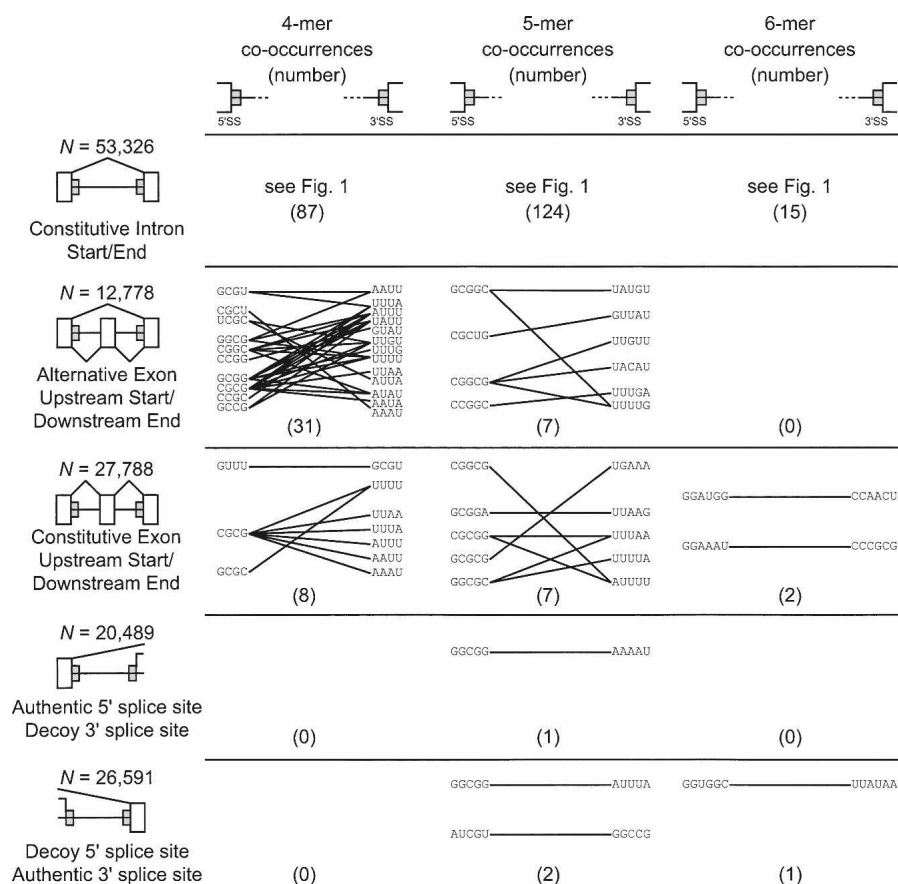 4-mer
co-occurrences
(number)
5-mer
co-occurrences
(number)
6-mer
co-occurrences
(number)
5'SS
3'SS
5'SS
3'SS
5'SS
3'SS
N = 53,326
Constitutive Intron
Start/End
see Fig. 1
(87)
see Fig. 1
(124)
see Fig. 1
(15)
N = 12,778
Alternative Exon
Upstream Start/
Downstream End
GCGU
CGCU
UCGC
GGCG
CGGC
CCGG
GCGG
CGCG
CCGC
GCCG
AAUU
UUUA
AUUU
UAUU
GUAU
UUGU
UUUG
UUUU
UUAA
AUUA
AUAU
AAUA
AAAU
(31)
GCGGC
CGCUG
CGGCG
CCGGC
UAUGU
GUUAU
UUGUU
UACAU
UUUGA
UUUUG
(7)
(0)
N = 27,788
Constitutive Exon
Upstream Start/
Downstream End
GUUU
CGCG
GCGC
GCGU
UUUU
UUAA
UUUA
AUUU
AAUU
AAAU
(8)
CGGCG
GCGGA
CGCGG
GCGCG
GGCGC
UGAAA
UUAAG
UUUAA
UUUUA
AUUUU
(7)
GGAUGG
CCAACU
GGAAAU
CCCGCG
(2)
N = 20,489
Authentic 5' splice site
Decoy 3' splice site
(0)
GGCGG
AAAAU
(1)
(0)
N = 26,591
Decoy 5' splice site
Authentic 3' splice site
(0)
GGCGG
AUUUA
AUCGU
GGCCG
(2)
GGUGGC
UUAUAA
(1)